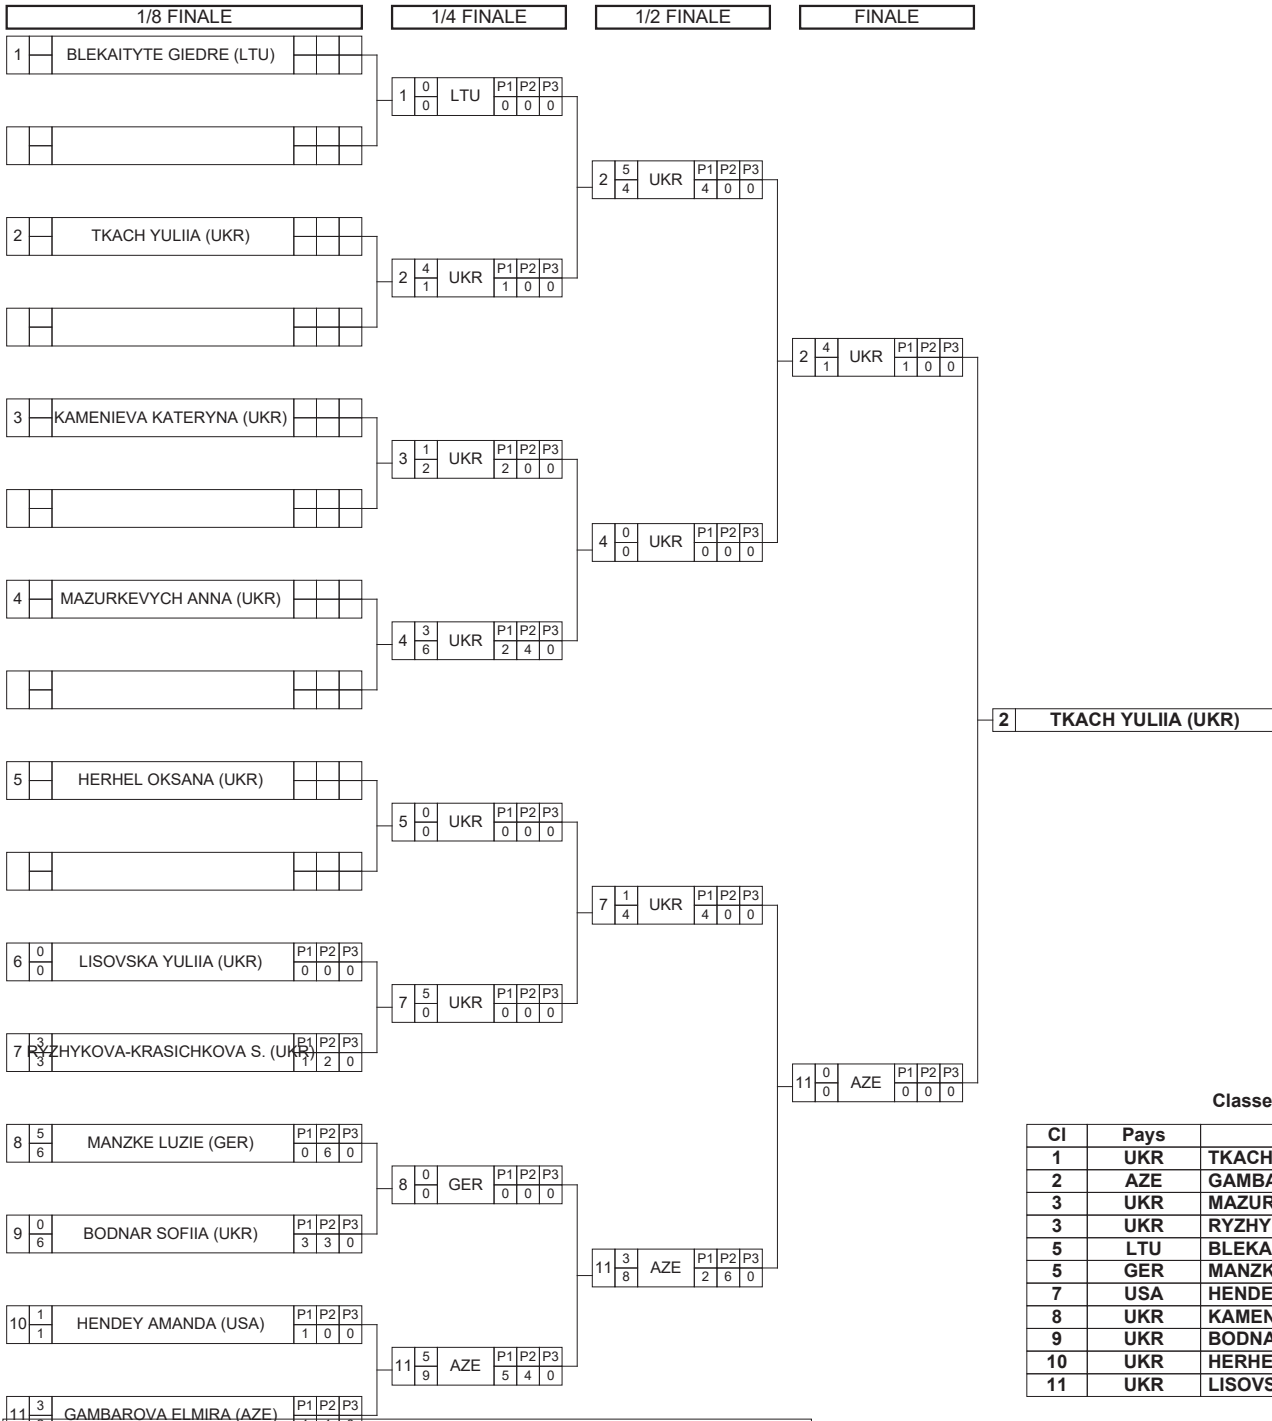 1/8 FINALE 1/4 FINALE 1/2 FINALE FINALE
1 BLEKAITYTE GIEDRE (LTU)
1 0 0 LTU P1 P2 P3 0 0 0
2 5 4 UKR P1 P2 P3 4 0 0
2 TKACH YULIIA (UKR)
2 4 1 UKR P1 P2 P3 1 0 0
2 4 1 UKR P1 P2 P3 1 0 0
3 KAMENIEVA KATERYNA (UKR)
3 1 2 UKR P1 P2 P3 2 0 0
4 0 0 UKR P1 P2 P3 0 0 0
4 MAZURKEVYCH ANNA (UKR)
4 3 6 UKR P1 P2 P3 2 4 0
2 TKACH YULIIA (UKR)
5 HERHEL OKSANA (UKR)
5 0 0 UKR P1 P2 P3 0 0 0
7 1 4 UKR P1 P2 P3 4 0 0
6 0 0 LISOVSKA YULIIA (UKR) P1 P2 P3 0 0 0
7 5 0 UKR P1 P2 P3 0 0 0
7 3 3 RYZHYKOVA-KRASICHKOVA S. (UKR) P1 P2 P3 1 2 0
11 0 0 AZE P1 P2 P3 0 0 0
8 5 6 MANZKE LUZIE (GER) P1 P2 P3 0 6 0
8 0 0 GER P1 P2 P3 0 0 0
9 0 6 BODNAR SOFIIA (UKR) P1 P2 P3 3 3 0
11 3 8 AZE P1 P2 P3 2 6 0
10 1 1 HENDEY AMANDA (USA) P1 P2 P3 1 0 0
11 5 9 AZE P1 P2 P3 5 4 0
11 3 GAMBAROVA ELMIRA (AZE) P1 P2 P3
Classe
Cl Pays
1 UKR TKACH
2 AZE GAMBA
3 UKR MAZUR
3 UKR RYZHY
5 LTU BLEKA
5 GER MANZK
7 USA HENDE
8 UKR KAMEN
9 UKR BODNA
10 UKR HERHE
11 UKR LISOVS